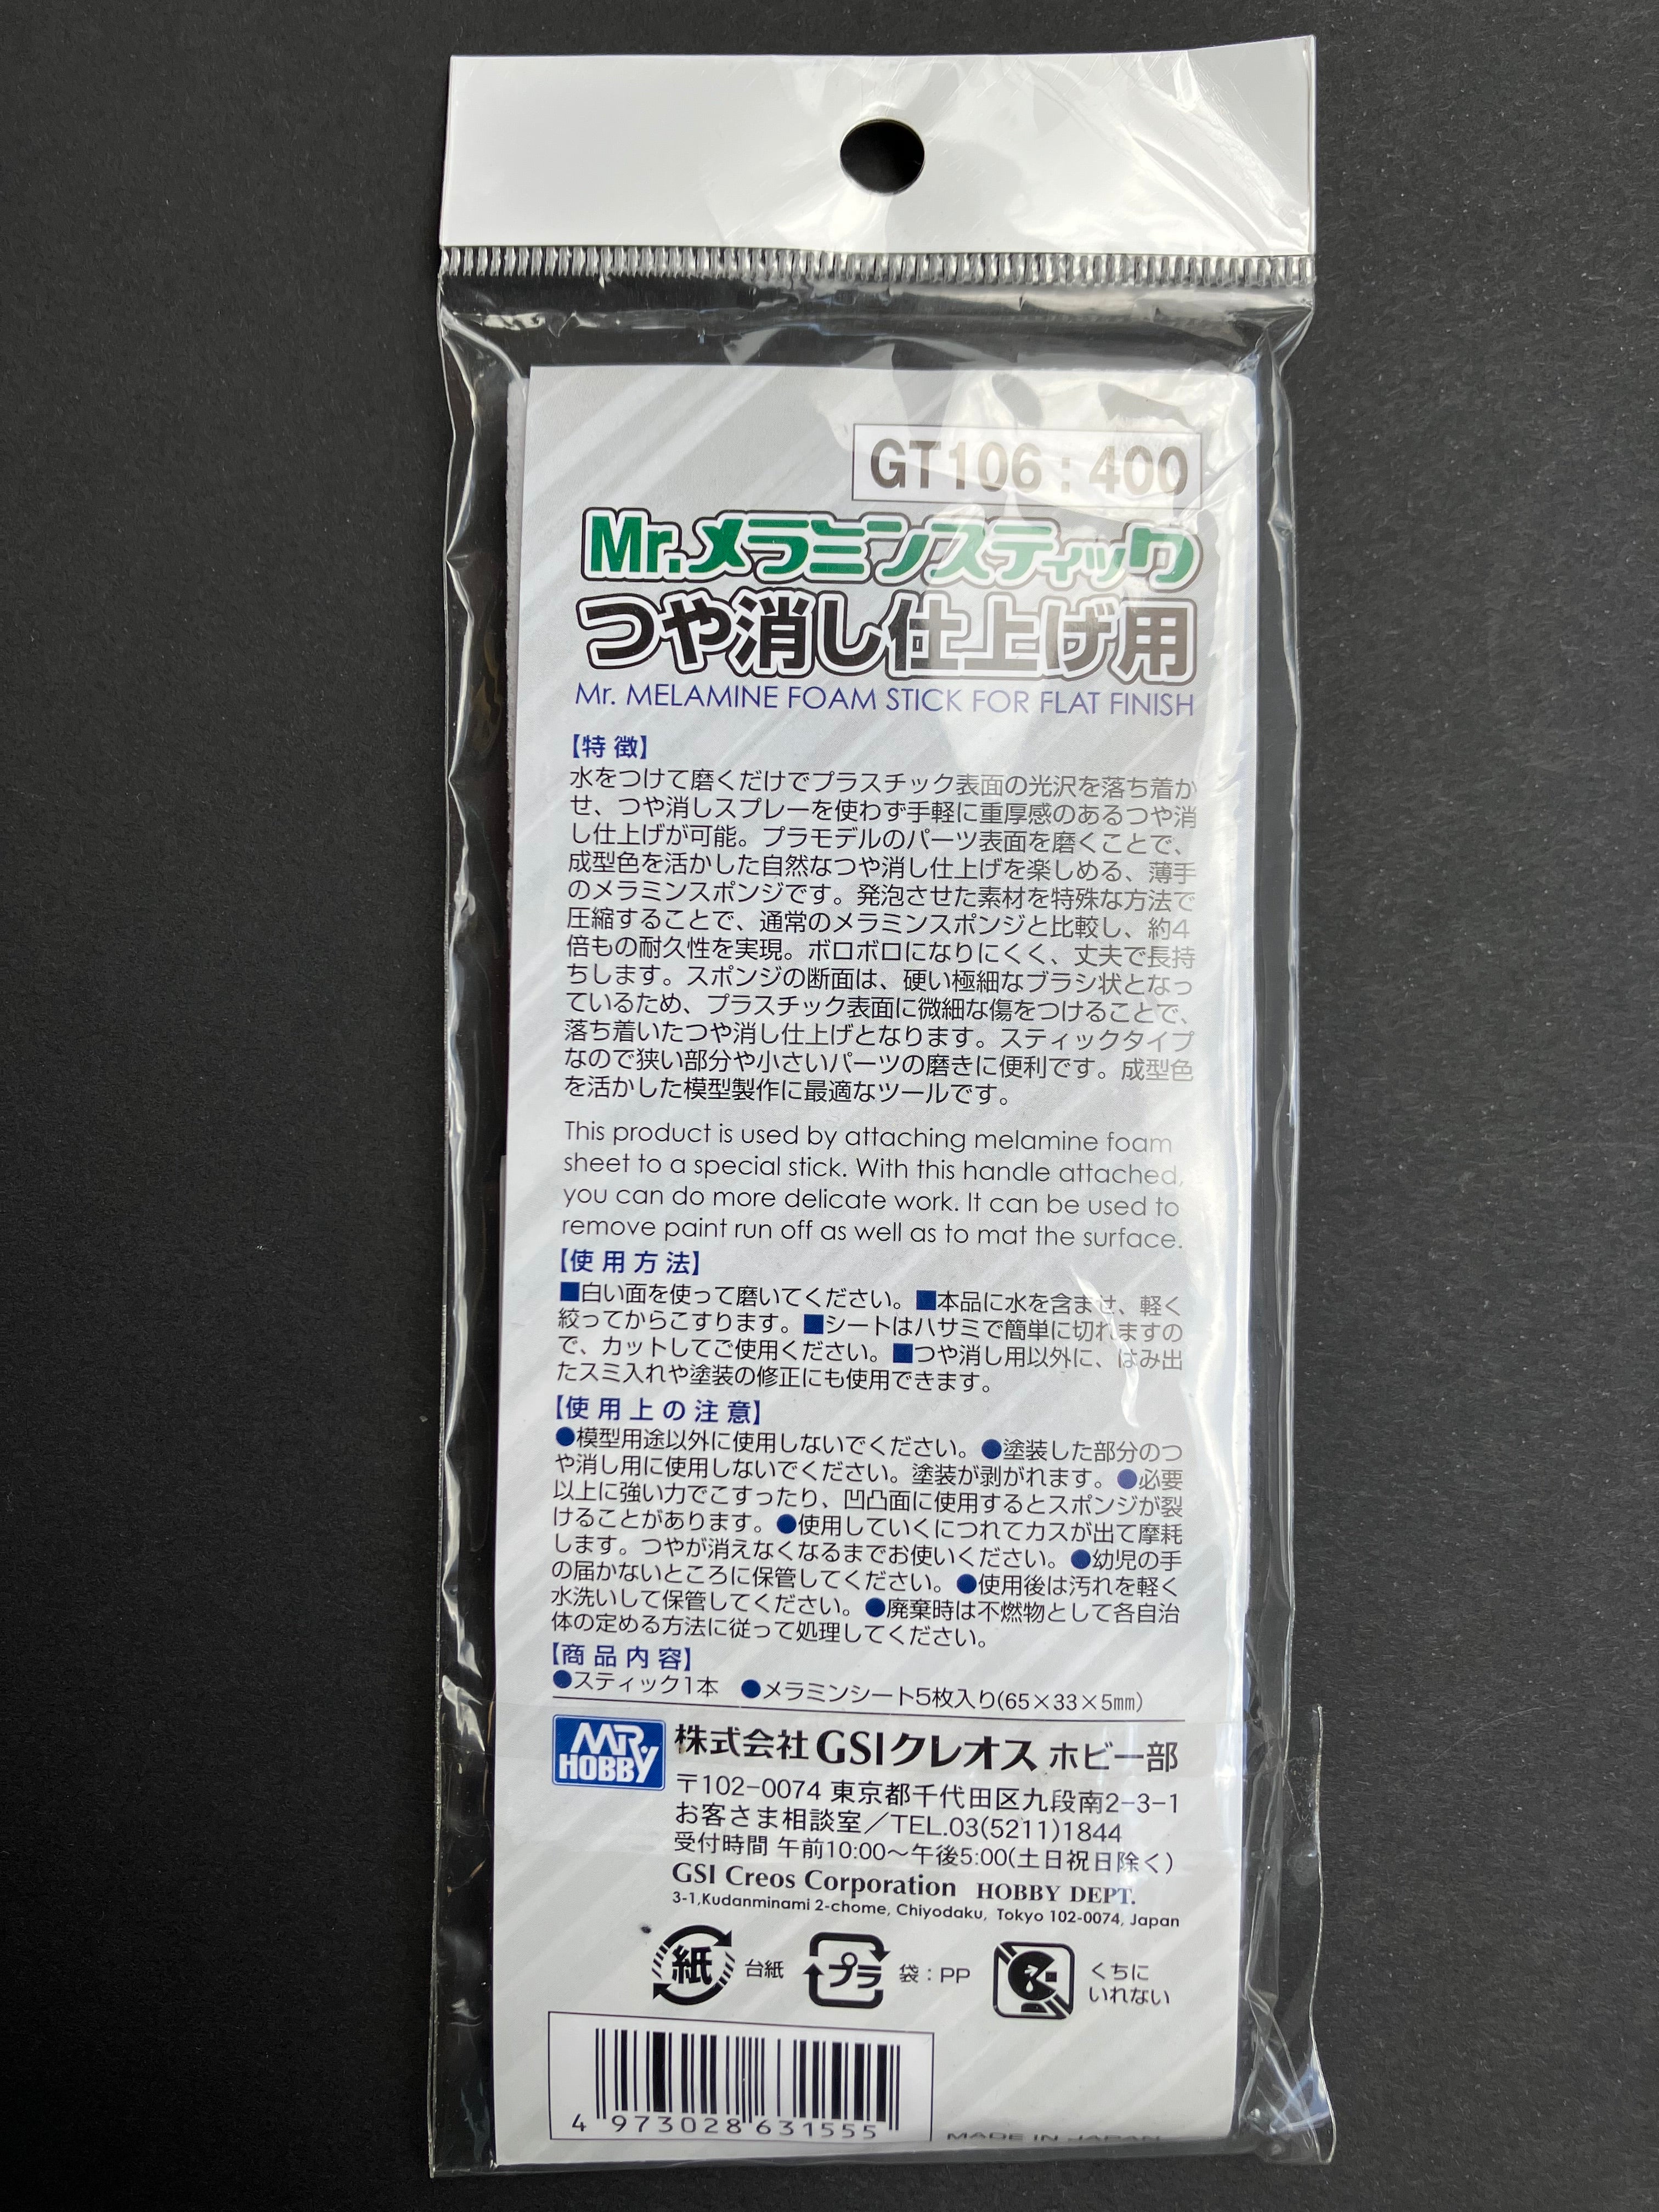 GT106 : 400
Mr.メラミンスティック
つや消し仕上げ用
Mr. MELAMINE FOAM STICK FOR FLAT FINISH
【特 徴】
水をつけて磨くだけでプラスチック表面の光沢を落ち着か
せ、つや消しスプレーを使わず手軽に重厚感のあるつや消
し仕上げが可能。プラモデルのパーツ表面を磨くことで、
成型色を活かした自然なつや消し仕上げを楽しめる、薄手
のメラミンスポンジです。発泡させた素材を特殊な方法で
圧縮することで、通常のメラミンスポンジと比較し、約4
倍もの耐久性を実現。ボロボロになりにくく、丈夫で長持
ちします。スポンジの断面は、硬い極細なブラシ状となっ
ているため、プラスチック表面に微細な傷をつけることで、
落ち着いたつや消し仕上げとなります。スティックタイプ
なので狭い部分や小さいパーツの磨きに便利です。成型色
を活かした模型製作に最適なツールです。
This product is used by attaching melamine foam
sheet to a special stick. With this handle attached,
you can do more delicate work. It can be used to
remove paint run off as well as to mat the surface.
【使 用 方 法】
■白い面を使って磨いてください。■本品に水を含ませ、軽く
絞ってからこすります。■シートはハサミで簡単に切れますの
で、カットしてご使用ください。■つや消し用以外に、はみ出
たスミ入れや塗装の修正にも使用できます。
【使 用 上 の 注 意】
●模型用途以外に使用しないでください。●塗装した部分のつ
や消し用に使用しないでください。塗装が剥がれます。●必要
以上に強い力でこすったり、凹凸面に使用するとスポンジが裂
けることがあります。●使用していくにつれてカスが出て摩耗
します。つやが消えなくなるまでお使いください。●幼児の手
の届かないところに保管してください。●使用後は汚れを軽く
水洗いして保管してください。●廃棄時は不燃物として各自治
体の定める方法に従って処理してください。
【商 品 内 容】
●スティック1本 ●メラミンシート5枚入り(65×33×5㎜)
MR. HOBBY 株式会社 GSIクレオス ホビー部
〒102-0074 東京都千代田区九段南2-3-1
お客さま相談室／TEL.03(5211)1844
受付時間 午前10:00～午後5:00(土日祝日除く)
GSI Creos Corporation HOBBY DEPT.
3-1,Kudanminami 2-chome, Chiyodaku, Tokyo 102-0074, Japan
紙 台紙 プラ 袋：PP くちに
いれない
4 973028 631555
MADE IN JAPAN